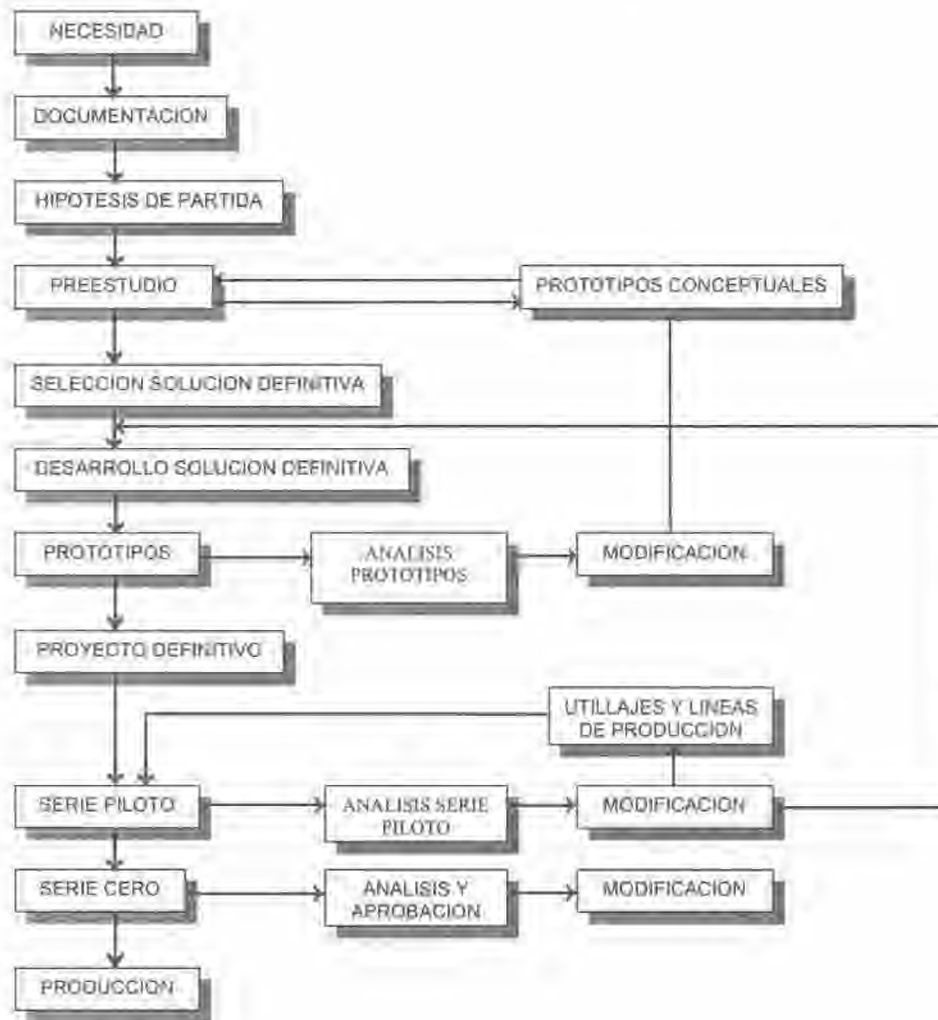 NECESIDAD
DOCUMENTACION
HIPOTESIS DE PARTIDA
PREESTUDIO
PROTOTIPOS CONCEPTUALES
SELECCION SOLUCION DEFINITIVA
DESARROLLO SOLUCION DEFINITIVA
PROTOTIPOS
ANALISIS
PROTOTIPOS
MODIFICACION
PROYECTO DEFINITIVO
UTILLAJES Y LINEAS
DE PRODUCCION
SERIE PILOTO
ANALISIS SERIE
PILOTO
MODIFICACION
SERIE CERO
ANALISIS Y
APROBACION
MODIFICACION
PRODUCCION